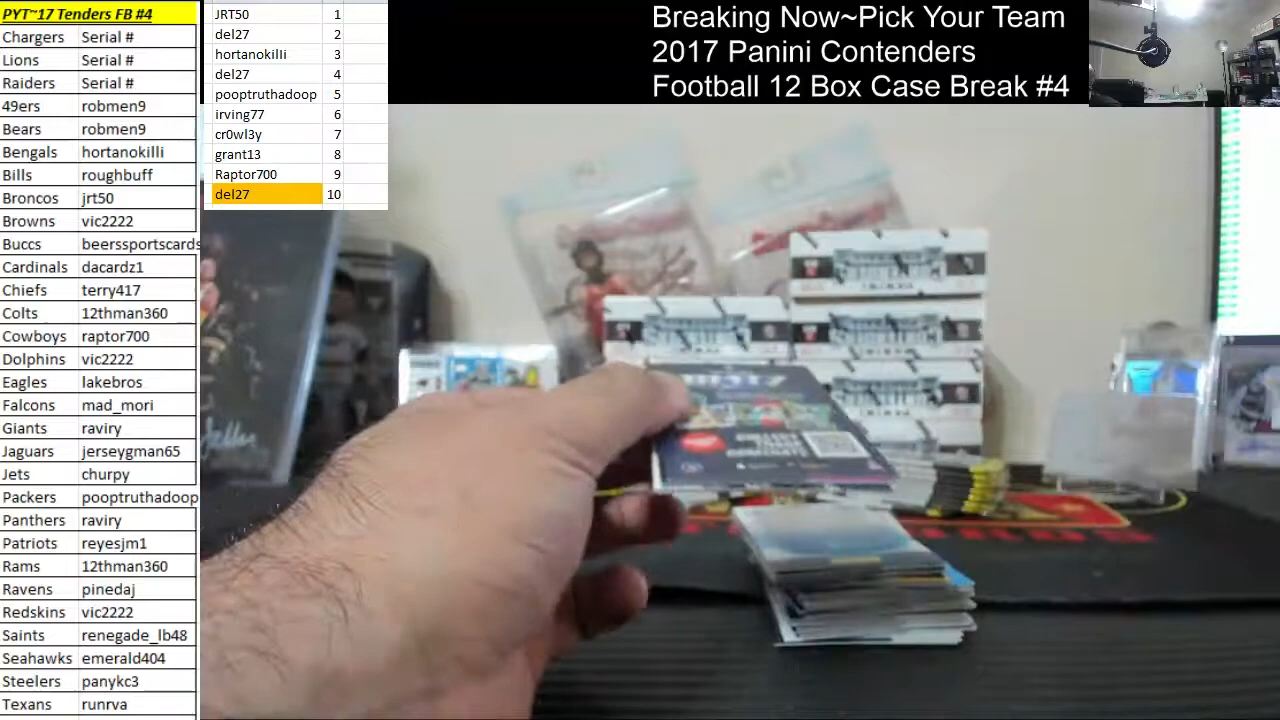 PYT~17 Tenders FB #4
Chargers Serial #
Lions Serial #
Raiders Serial #
49ers robmen9
Bears robmen9
Bengals hortanokilli
Bills roughbuff
Broncos jrt50
Browns vic2222
Buccs beerssportscards
Cardinals dacardz1
Chiefs terry417
Colts 12thman360
Cowboys raptor700
Dolphins vic2222
Eagles lakebros
Falcons mad_mori
Giants raviry
Jaguars jerseygman65
Jets churpy
Packers pooptruthadoop
Panthers raviry
Patriots reyesjm1
Rams 12thman360
Ravens pinedaj
Redskins vic2222
Saints renegade_lb48
Seahawks emerald404
Steelers panykc3
Texans runrva
JRT50 1
del27 2
hortanokilli 3
del27 4
pooptruthadoop 5
irving77 6
cr0wl3y 7
grant13 8
Raptor700 9
del27 10
Breaking Now~Pick Your Team
2017 Panini Contenders
Football 12 Box Case Break #4